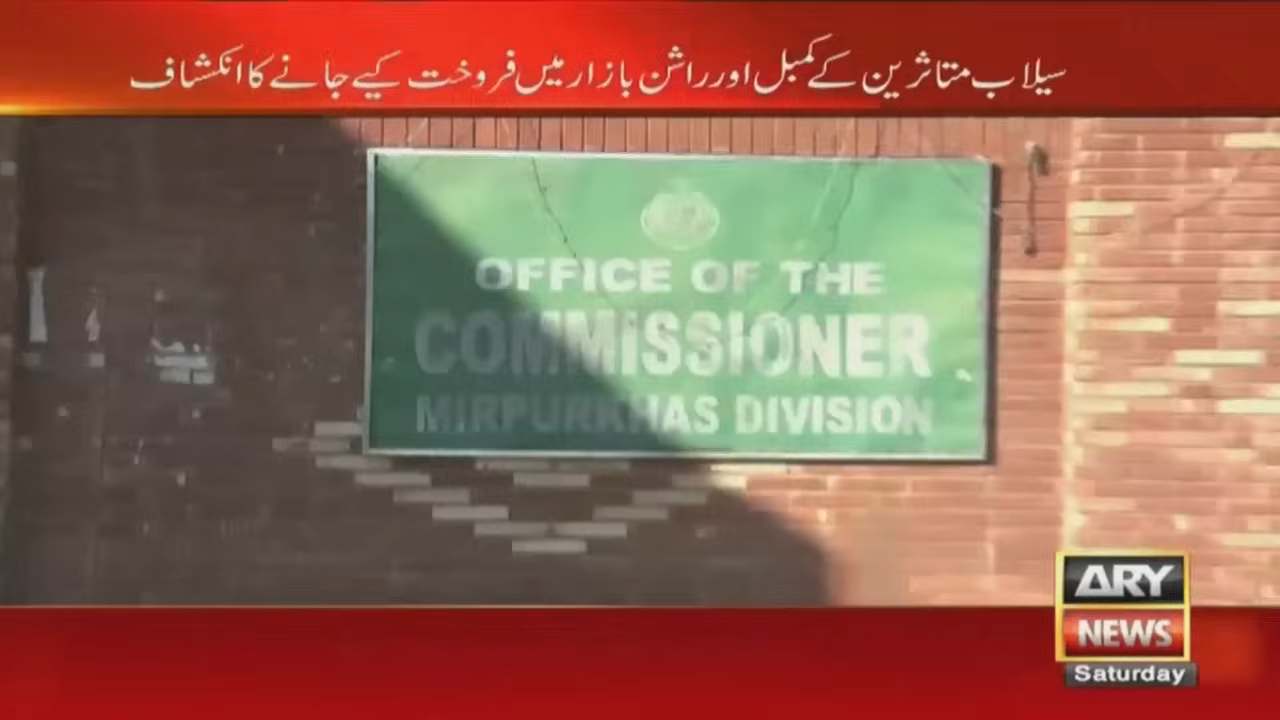 سیلاب متاثرین کے کمبل اور راشن بازار میں فروخت کیے جانے کا انکشاف
OFFICE OF THE
COMMISSIONER
MIRPURKHAS DIVISION
ARY
NEWS
Saturday